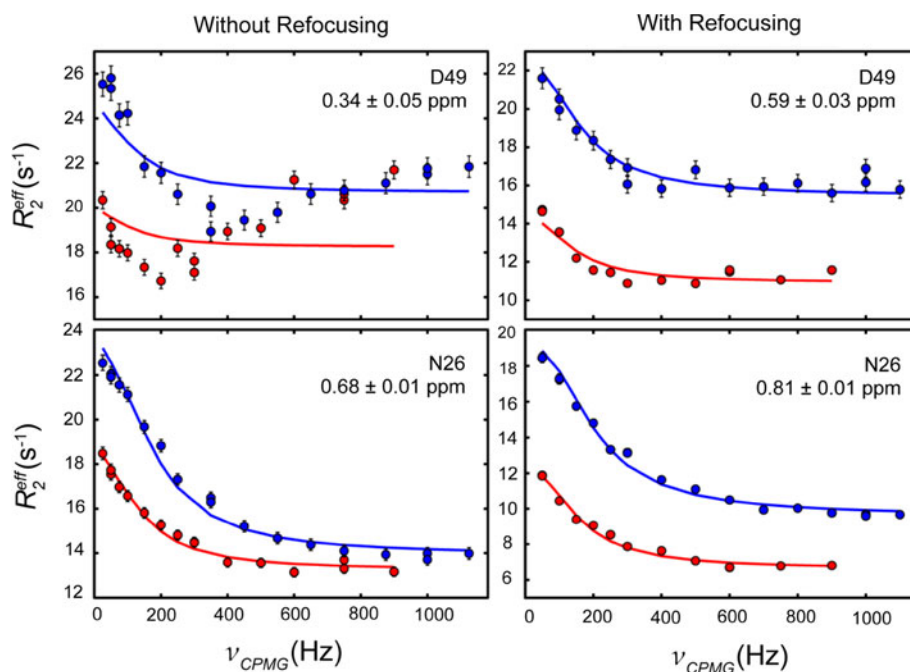 Without Refocusing
With Refocusing
R₂ᵉᶠᶠ(s⁻¹)
26
24
22
20
18
16
D49
0.34 ± 0.05 ppm
22
20
18
16
14
12
10
D49
0.59 ± 0.03 ppm
R₂ᵉᶠᶠ(s⁻¹)
24
22
20
18
16
14
12
N26
0.68 ± 0.01 ppm
20
18
16
14
12
10
8
6
N26
0.81 ± 0.01 ppm
0 200 400 600 800 1000
0 200 400 600 800 1000
ν_CPMG (Hz)
ν_CPMG (Hz)